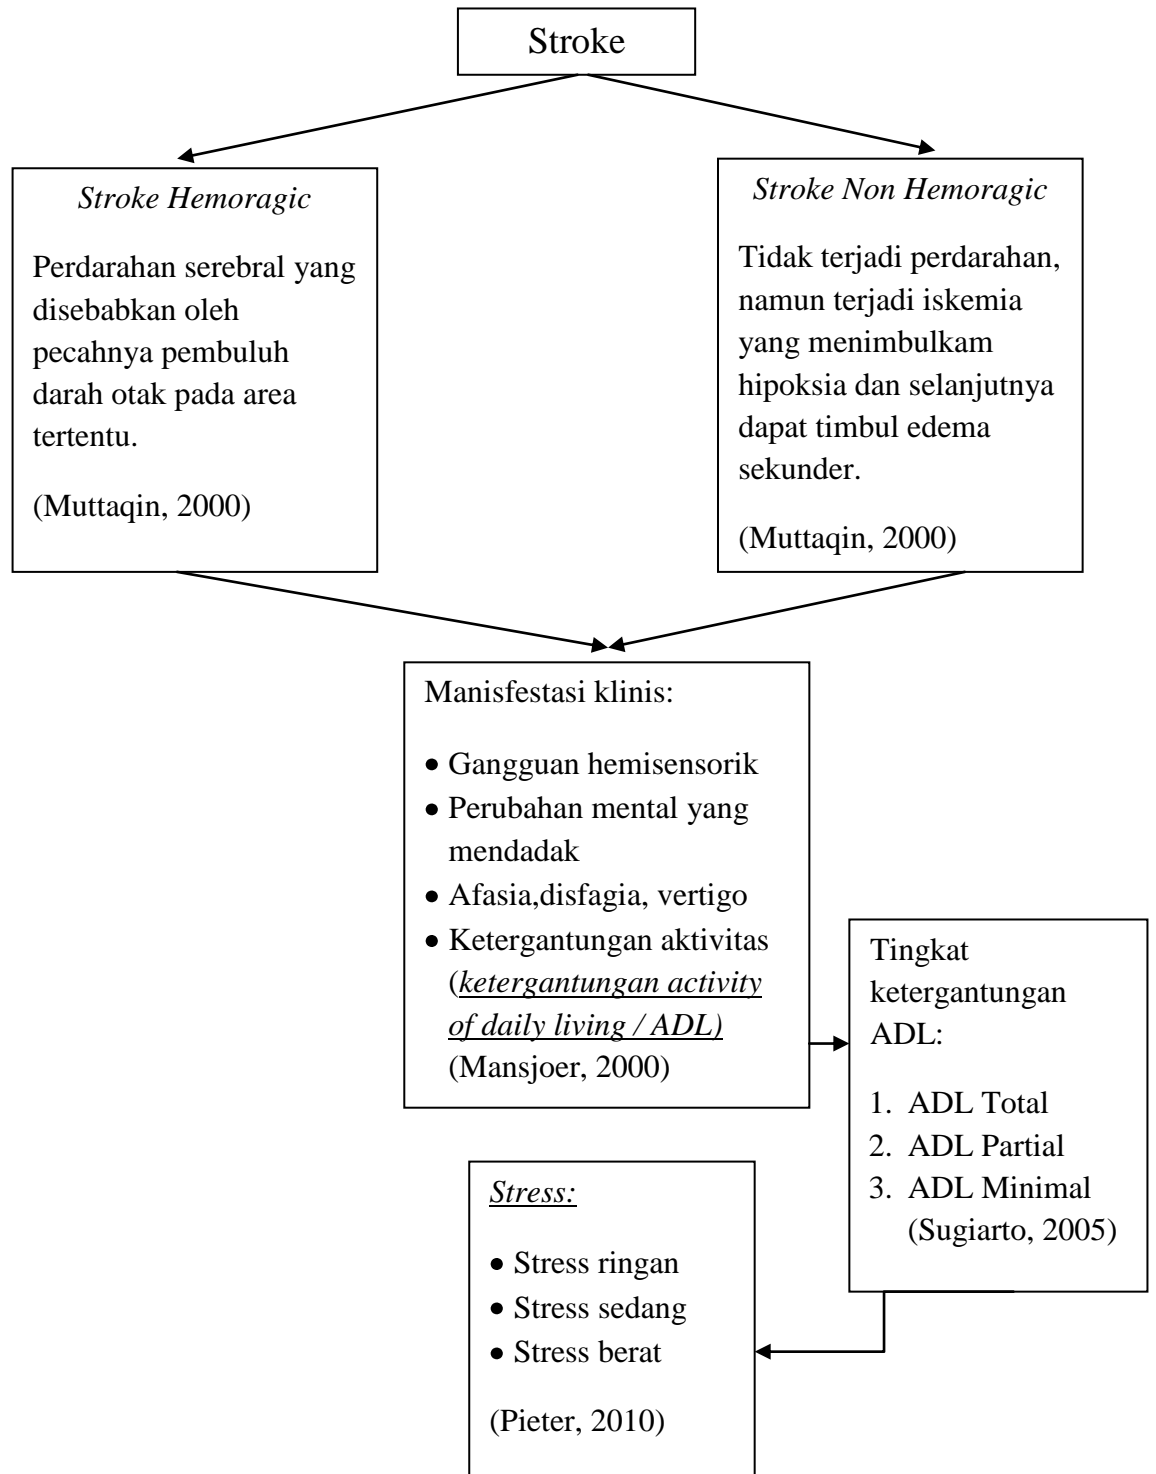 Stroke
Stroke Hemoragic
Perdarahan serebral yang
disebabkan oleh
pecahnya pembuluh
darah otak pada area
tertentu.
(Muttaqin, 2000)
Stroke Non Hemoragic
Tidak terjadi perdarahan,
namun terjadi iskemia
yang menimbulkam
hipoksia dan selanjutnya
dapat timbul edema
sekunder.
(Muttaqin, 2000)
Manisfestasi klinis:
• Gangguan hemisensorik
• Perubahan mental yang
mendadak
• Afasia,disfagia, vertigo
• Ketergantungan aktivitas
(ketergantungan activity
of daily living / ADL)
(Mansjoer, 2000)
Tingkat
ketergantungan
ADL:
1. ADL Total
2. ADL Partial
3. ADL Minimal
(Sugiarto, 2005)
Stress:
• Stress ringan
• Stress sedang
• Stress berat
(Pieter, 2010)